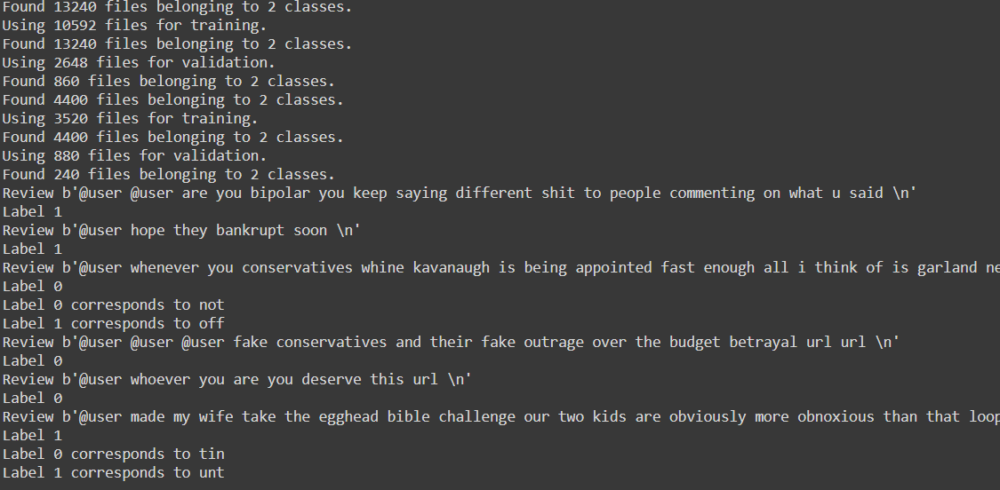 Found 13240 files belonging to 2 classes.
Using 10592 files for training.
Found 13240 files belonging to 2 classes.
Using 2648 files for validation.
Found 860 files belonging to 2 classes.
Found 4400 files belonging to 2 classes.
Using 3520 files for training.
Found 4400 files belonging to 2 classes.
Using 880 files for validation.
Found 240 files belonging to 2 classes.
Review b'@user @user are you bipolar you keep saying different shit to people commenting on what u said \n'
Label 1
Review b'@user hope they bankrupt soon \n'
Label 1
Review b'@user whenever you conservatives whine kavanaugh is being appointed fast enough all i think of is garland ne
Label 0
Label 0 corresponds to not
Label 1 corresponds to off
Review b'@user @user @user fake conservatives and their fake outrage over the budget betrayal url url \n'
Label 0
Review b'@user whoever you are you deserve this url \n'
Label 0
Review b'@user made my wife take the egghead bible challenge our two kids are obviously more obnoxious than that loop
Label 1
Label 0 corresponds to tin
Label 1 corresponds to unt